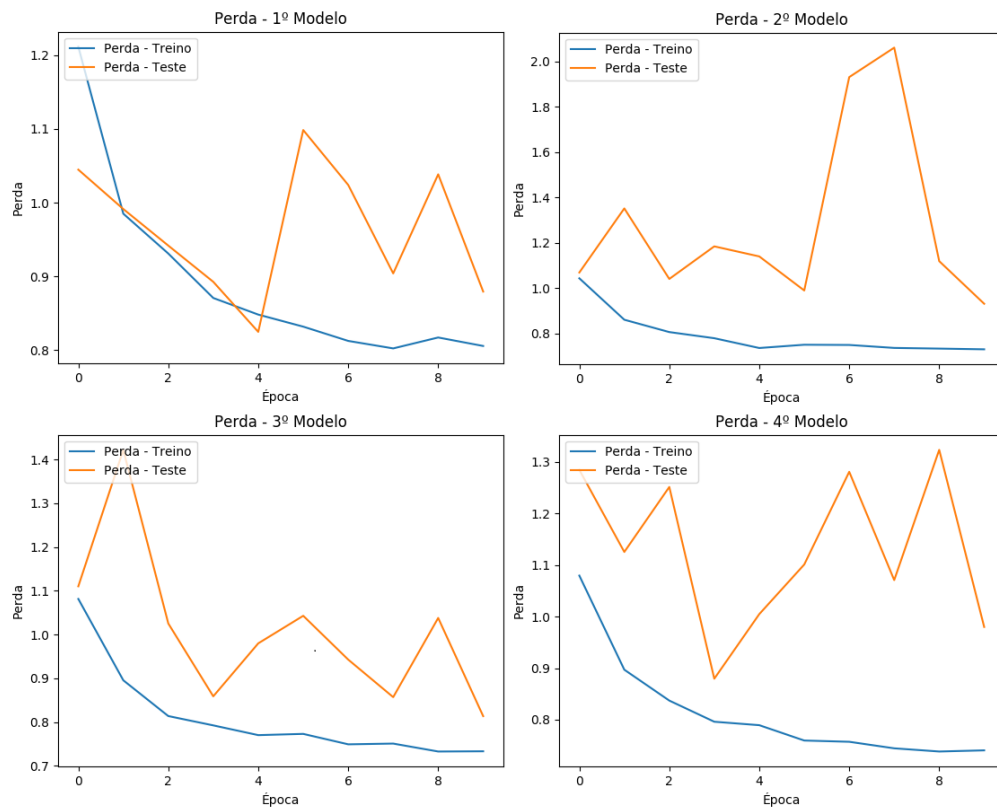 Perda - 1º Modelo
Perda - Treino
Perda - Teste
1.2
1.1
1.0
0.9
0.8
Perda
0 2 4 6 8
Época
Perda - 2º Modelo
Perda - Treino
Perda - Teste
2.0
1.8
1.6
1.4
1.2
1.0
0.8
Perda
0 2 4 6 8
Época
Perda - 3º Modelo
Perda - Treino
Perda - Teste
1.4
1.3
1.2
1.1
1.0
0.9
0.8
0.7
Perda
0 2 4 6 8
Época
Perda - 4º Modelo
Perda - Treino
Perda - Teste
1.3
1.2
1.1
1.0
0.9
0.8
Perda
0 2 4 6 8
Época